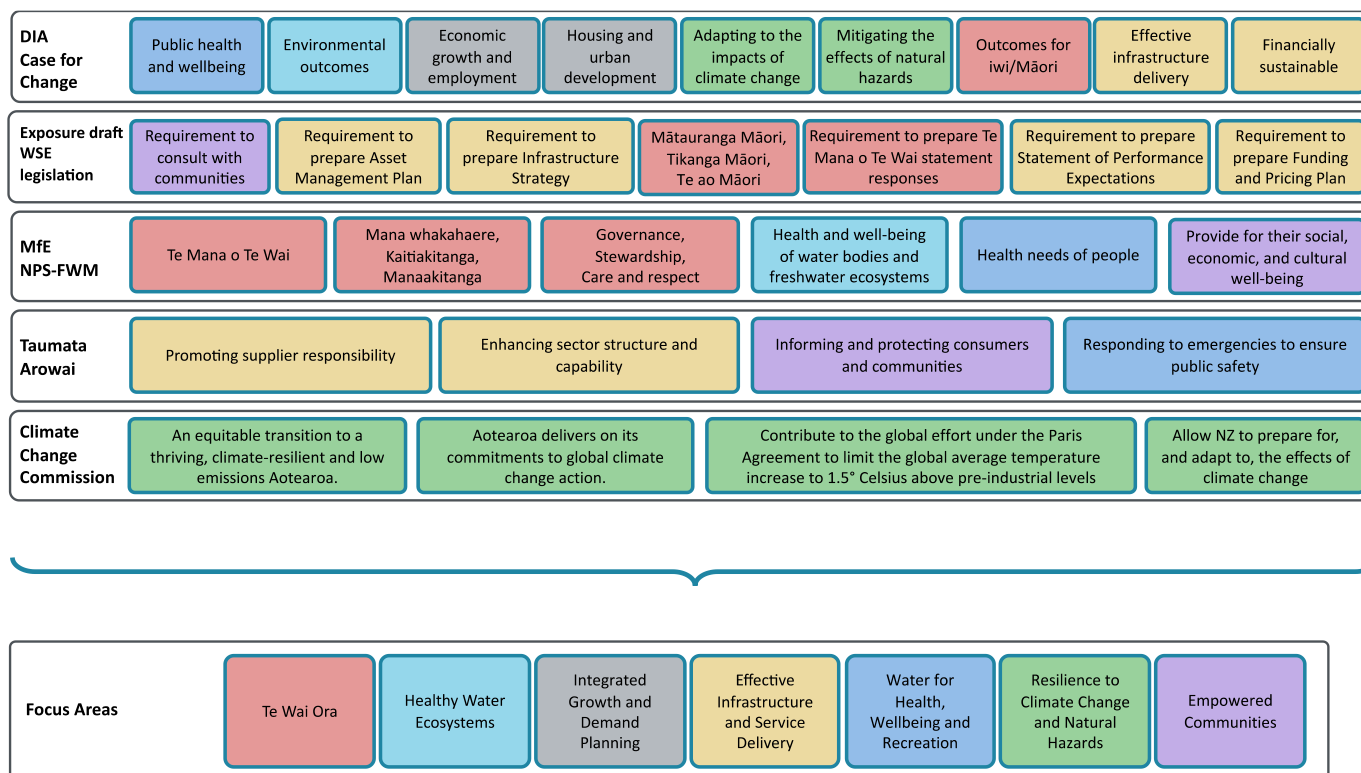 DIA
Case for
Change
Public health
and wellbeing
Environmental
outcomes
Economic
growth and
employment
Housing and
urban
development
Adapting to the
impacts of
climate change
Mitigating the
effects of natural
hazards
Outcomes for
iwi/Māori
Effective
infrastructure
delivery
Financially
sustainable
Exposure draft
WSE
legislation
Requirement to
consult with
communities
Requirement to
prepare Asset
Management Plan
Requirement to
prepare Infrastructure
Strategy
Mātauranga Māori,
Tikanga Māori,
Te ao Māori
Requirement to prepare Te
Mana o Te Wai statement
responses
Requirement to prepare
Statement of Performance
Expectations
Requirement to
prepare Funding
and Pricing Plan
MfE
NPS-FWM
Te Mana o Te Wai
Mana whakahaere,
Kaitiakitanga,
Manaakitanga
Governance,
Stewardship,
Care and respect
Health and well-being
of water bodies and
freshwater ecosystems
Health needs of people
Provide for their social,
economic, and cultural
well-being
Taumata
Arowai
Promoting supplier responsibility
Enhancing sector structure and
capability
Informing and protecting consumers
and communities
Responding to emergencies to ensure
public safety
Climate
Change
Commission
An equitable transition to a
thriving, climate-resilient and low
emissions Aotearoa.
Aotearoa delivers on its
commitments to global climate
change action.
Contribute to the global effort under the Paris
Agreement to limit the global average temperature
increase to 1.5° Celsius above pre-industrial levels
Allow NZ to prepare for,
and adapt to, the effects of
climate change
Focus Areas
Te Wai Ora
Healthy Water
Ecosystems
Integrated
Growth and
Demand
Planning
Effective
Infrastructure
and Service
Delivery
Water for
Health,
Wellbeing and
Recreation
Resilience to
Climate Change
and Natural
Hazards
Empowered
Communities